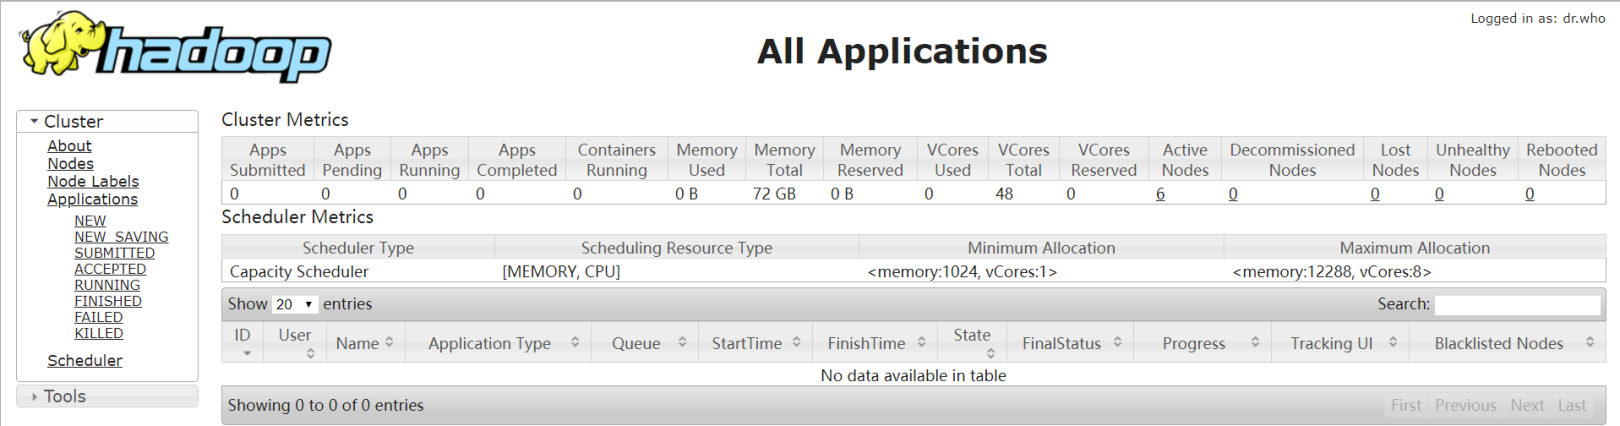 Logged in as: dr.who
hadoop
All Applications
Cluster
About
Nodes
Node Labels
Applications
NEW
NEW_SAVING
SUBMITTED
ACCEPTED
RUNNING
FINISHED
FAILED
KILLED
Scheduler
Tools
Cluster Metrics
Apps Submitted Apps Pending Apps Running Apps Completed Containers Running Memory Used Memory Total Memory Reserved VCores Used VCores Total VCores Reserved Active Nodes Decommissioned Nodes Lost Nodes Unhealthy Nodes Rebooted Nodes
0 0 0 0 0 0 B 72 GB 0 B 0 48 0 6 0 0 0 0
Scheduler Metrics
Scheduler Type Scheduling Resource Type Minimum Allocation Maximum Allocation
Capacity Scheduler [MEMORY, CPU] <memory:1024, vCores:1> <memory:12288, vCores:8>
Show 20 entries Search:
ID User Name Application Type Queue StartTime FinishTime State FinalStatus Progress Tracking UI Blacklisted Nodes
No data available in table
Showing 0 to 0 of 0 entries First Previous Next Last